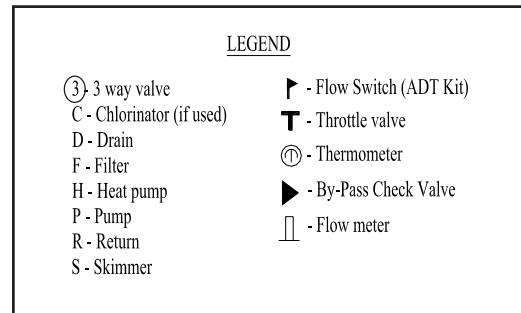 LEGEND
3 - 3 way valve
C - Chlorinator (if used)
D - Drain
F - Filter
H - Heat pump
P - Pump
R - Return
S - Skimmer
- Flow Switch (ADT Kit)
- Throttle valve
- Thermometer
- By-Pass Check Valve
- Flow meter